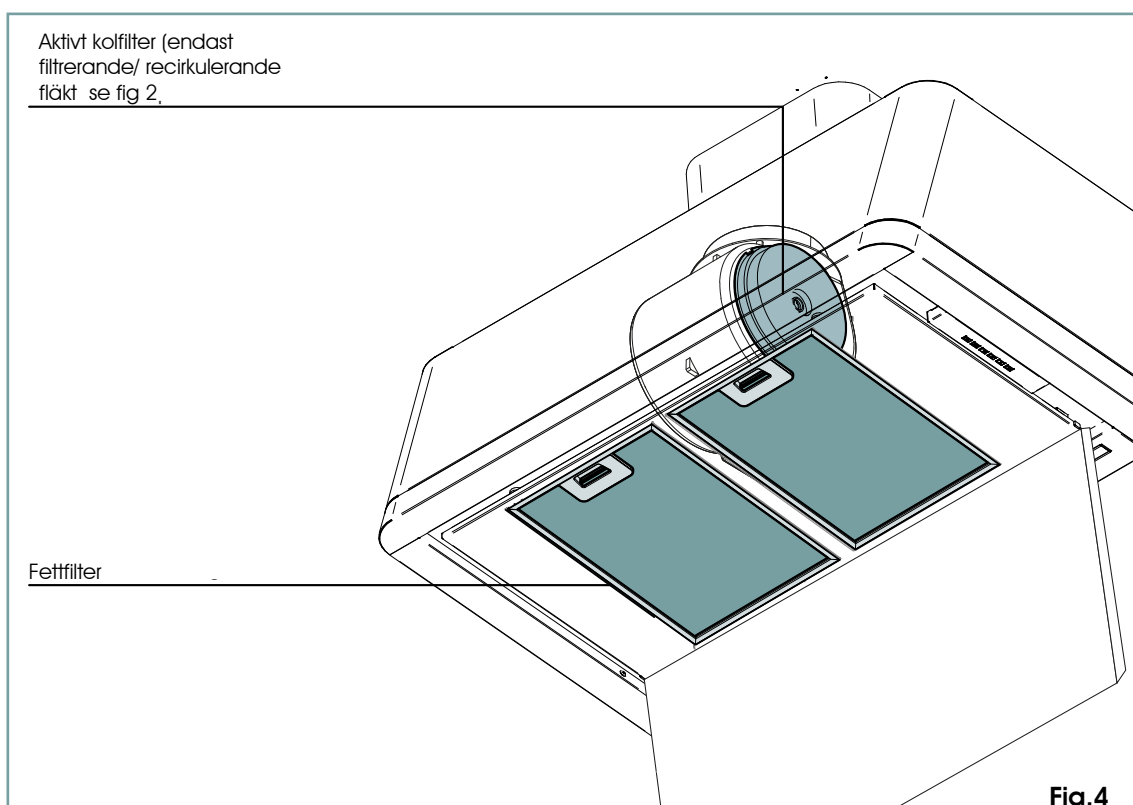 Aktivt kolfilter (endast
filtrerande/ recirkulerande
fläkt se fig 2,
Fettfilter
Fig.4